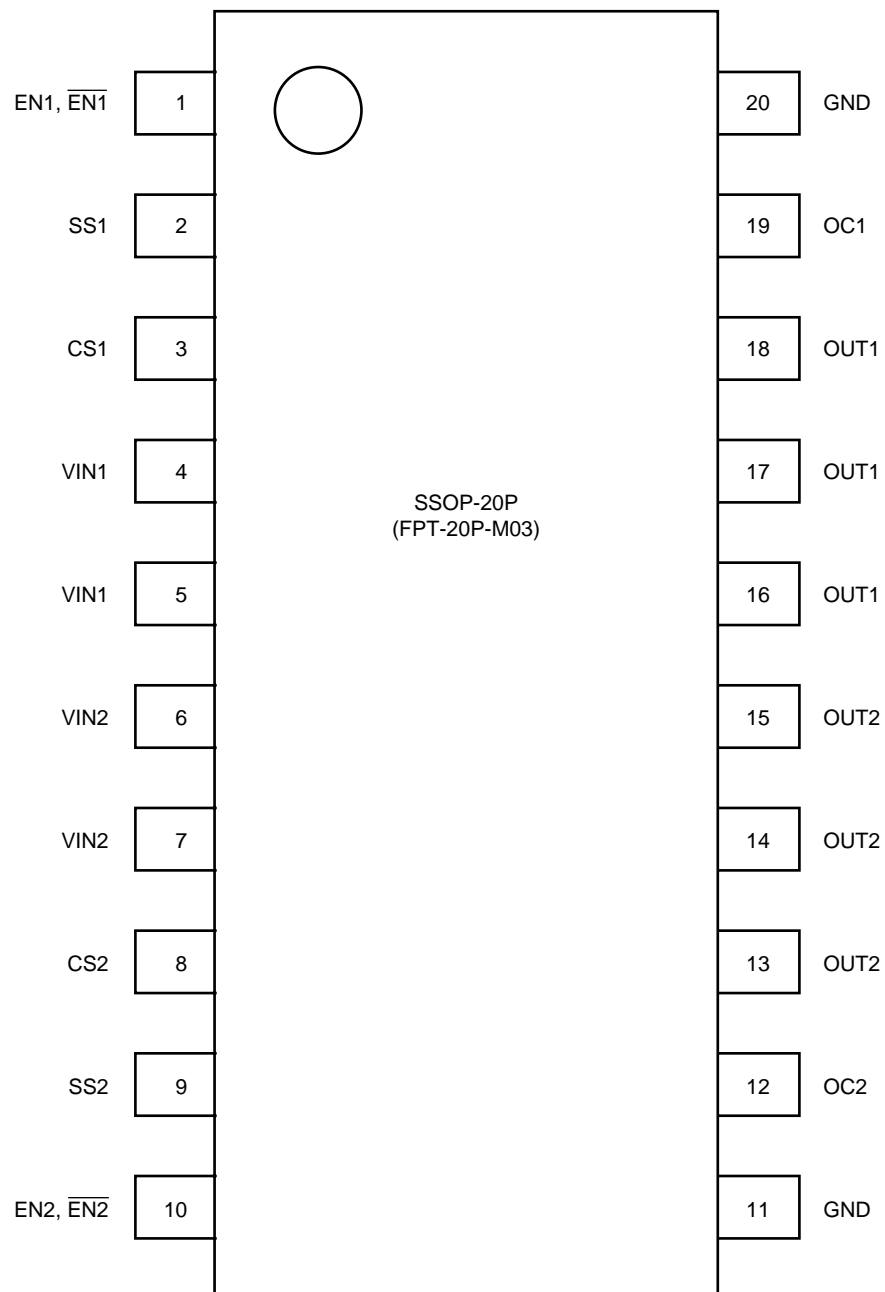 EN1, EN1 1 20 GND
SS1 2 19 OC1
CS1 3 18 OUT1
VIN1 4 17 OUT1
SSOP-20P
(FPT-20P-M03)
VIN1 5 16 OUT1
VIN2 6 15 OUT2
VIN2 7 14 OUT2
CS2 8 13 OUT2
SS2 9 12 OC2
EN2, EN2 10 11 GND